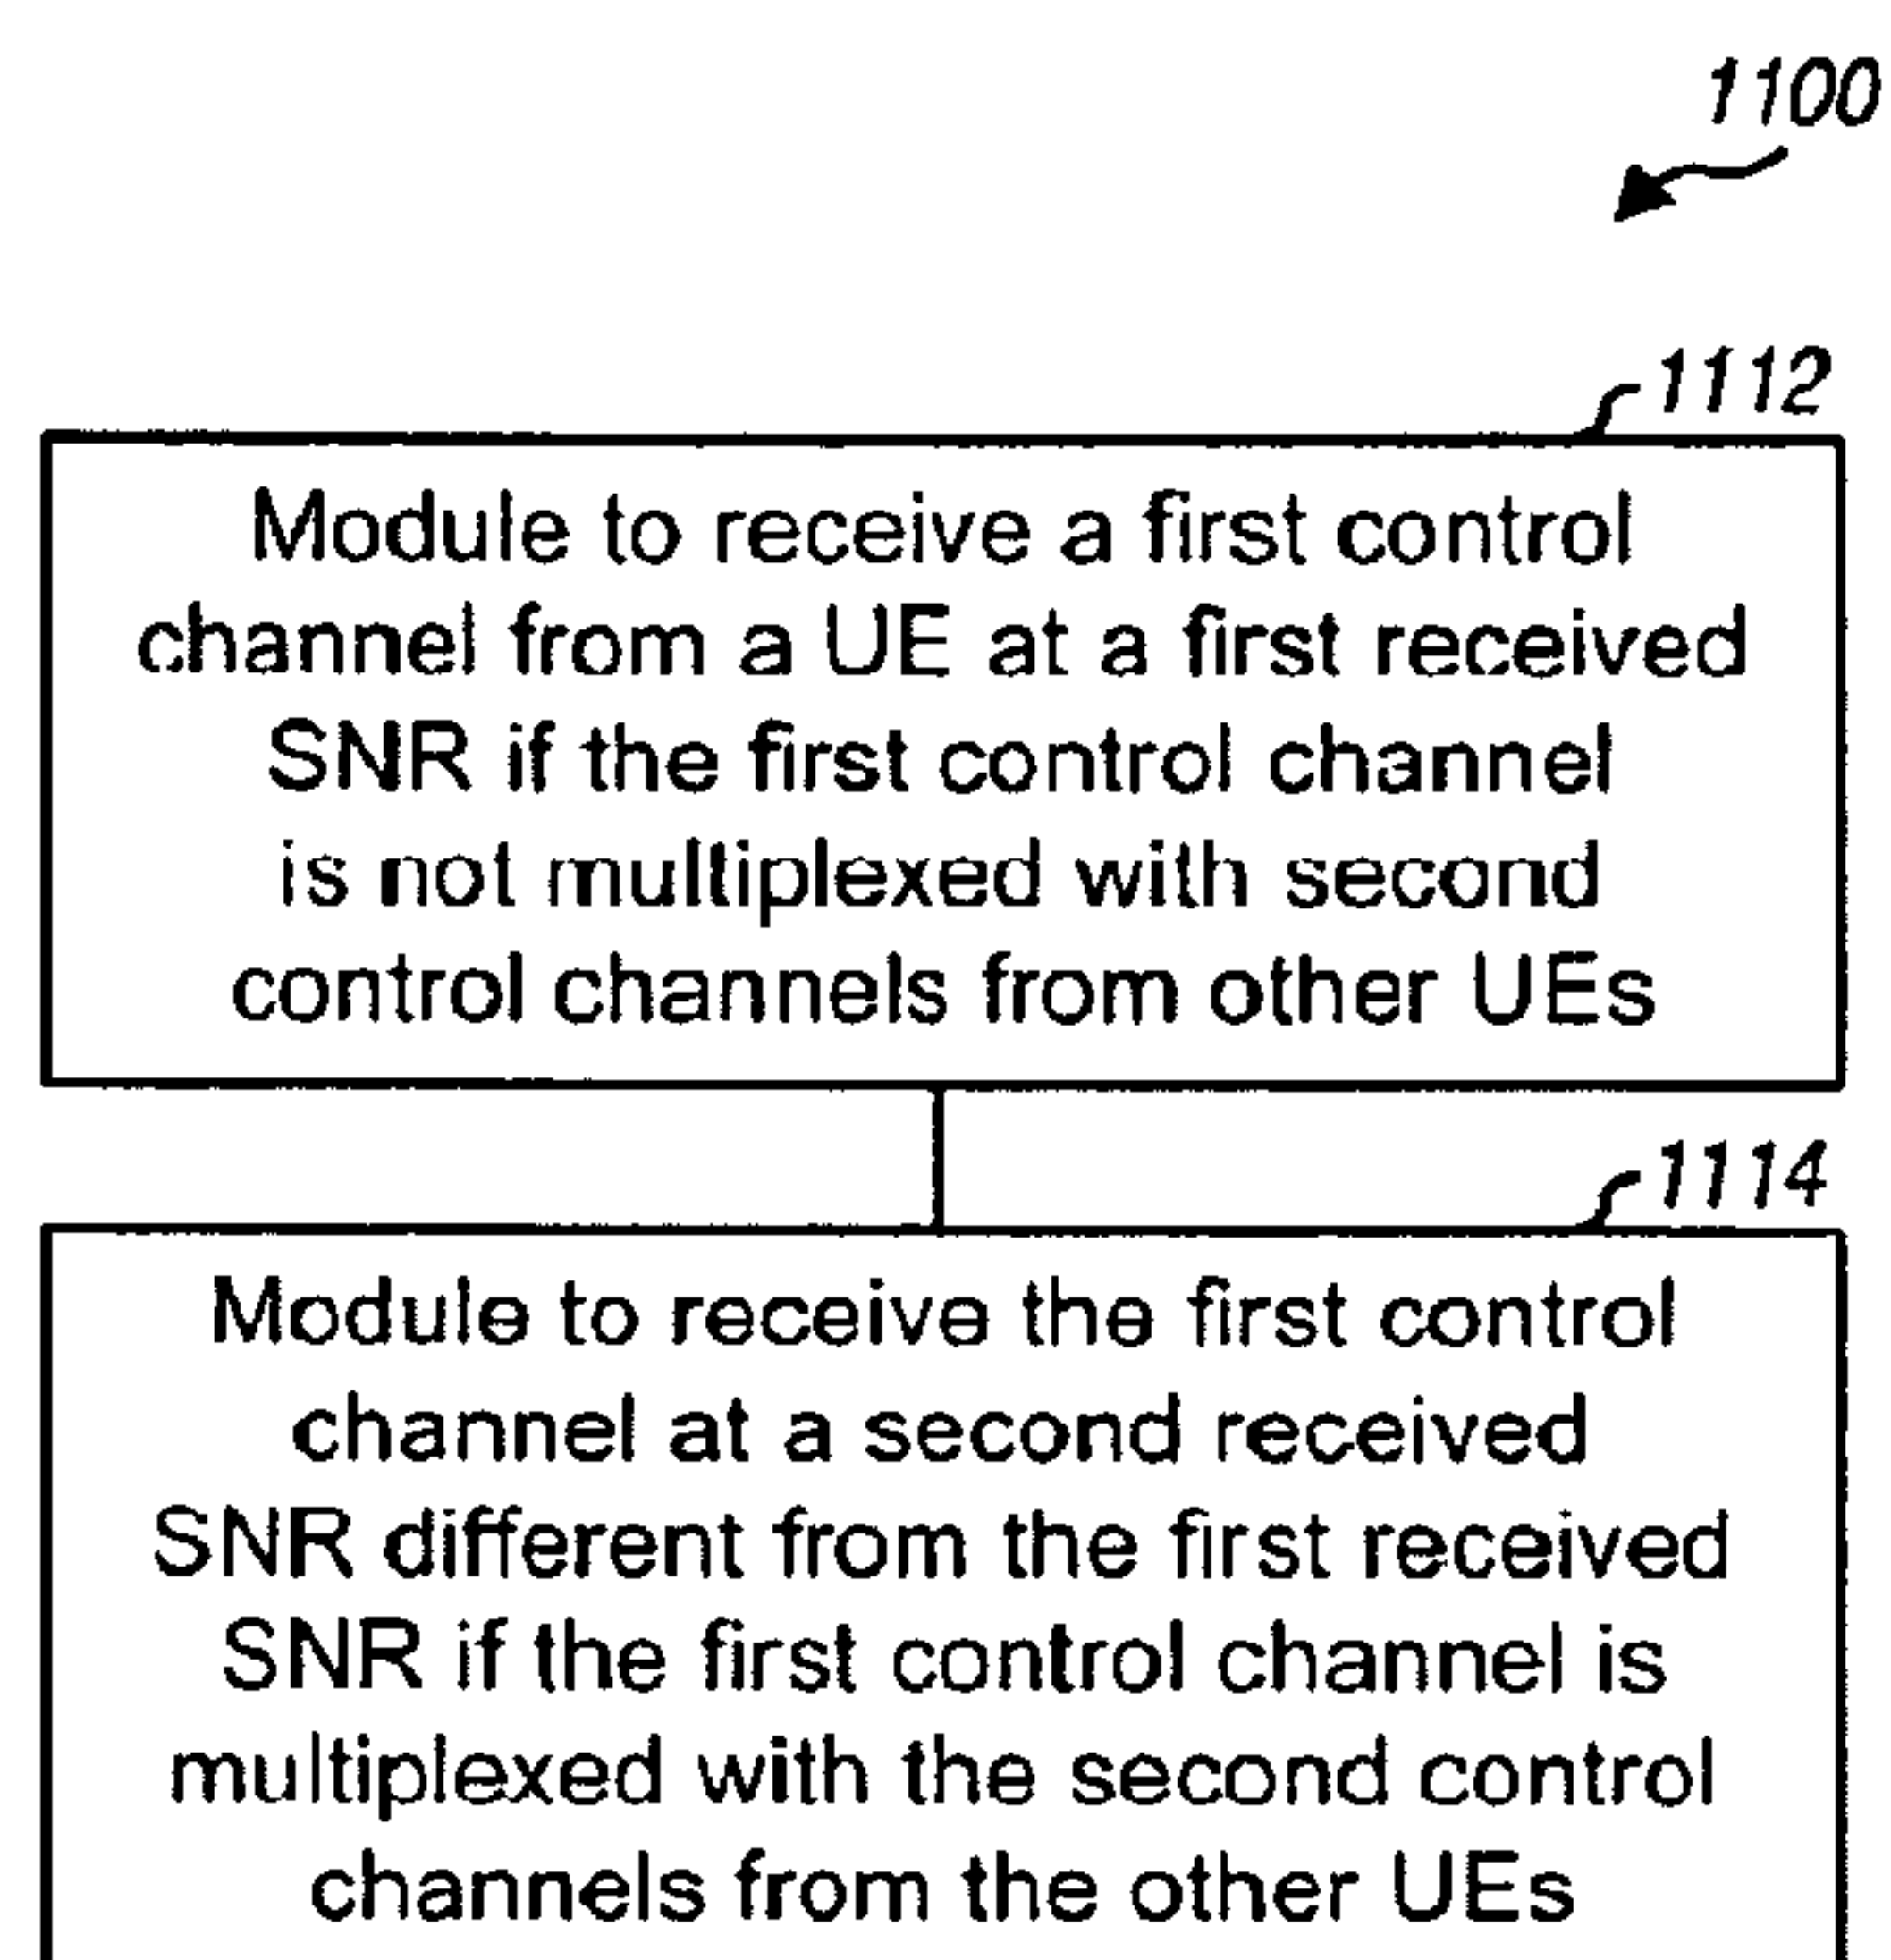 1100
1112
Module to receive a first control
channel from a UE at a first received
SNR if the first control channel
is not multiplexed with second
control channels from other UEs
1114
Module to receive the first control
channel at a second received
SNR different from the first received
SNR if the first control channel is
multiplexed with the second control
channels from the other UEs